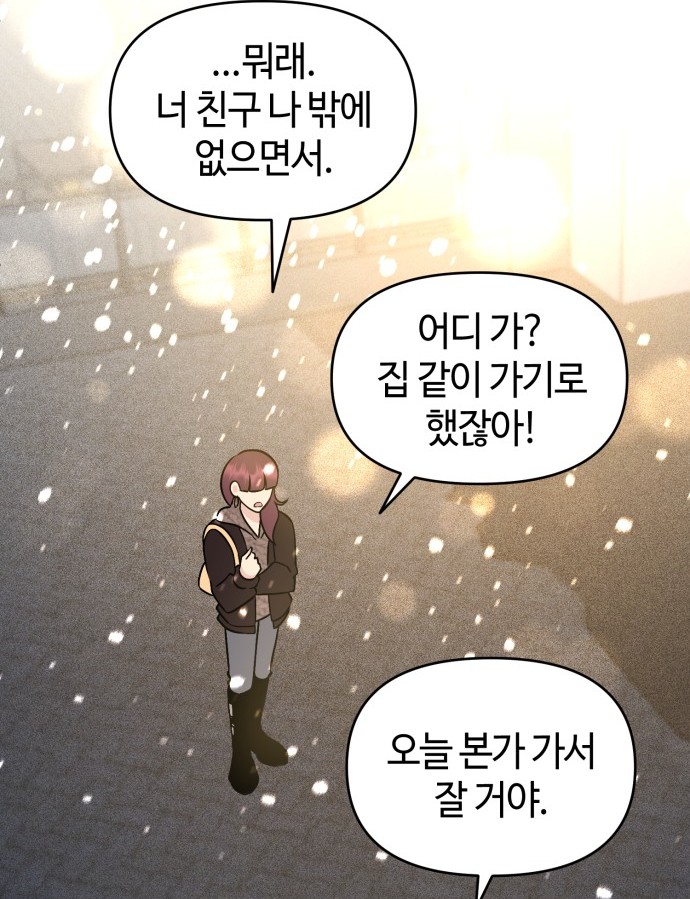 ...뭐래.
너 친구 나 밖에
없으면서.
어디 가?
집 같이 가기로
했잖아!
오늘 본가 가서
잘 거야.